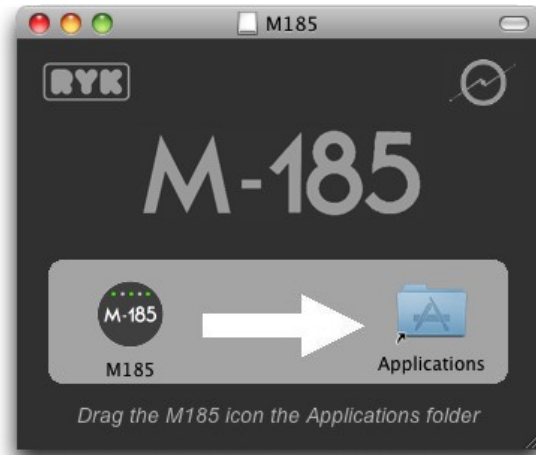 M185
RYK
M-185
M-185
M185
Applications
Drag the M185 icon the Applications folder